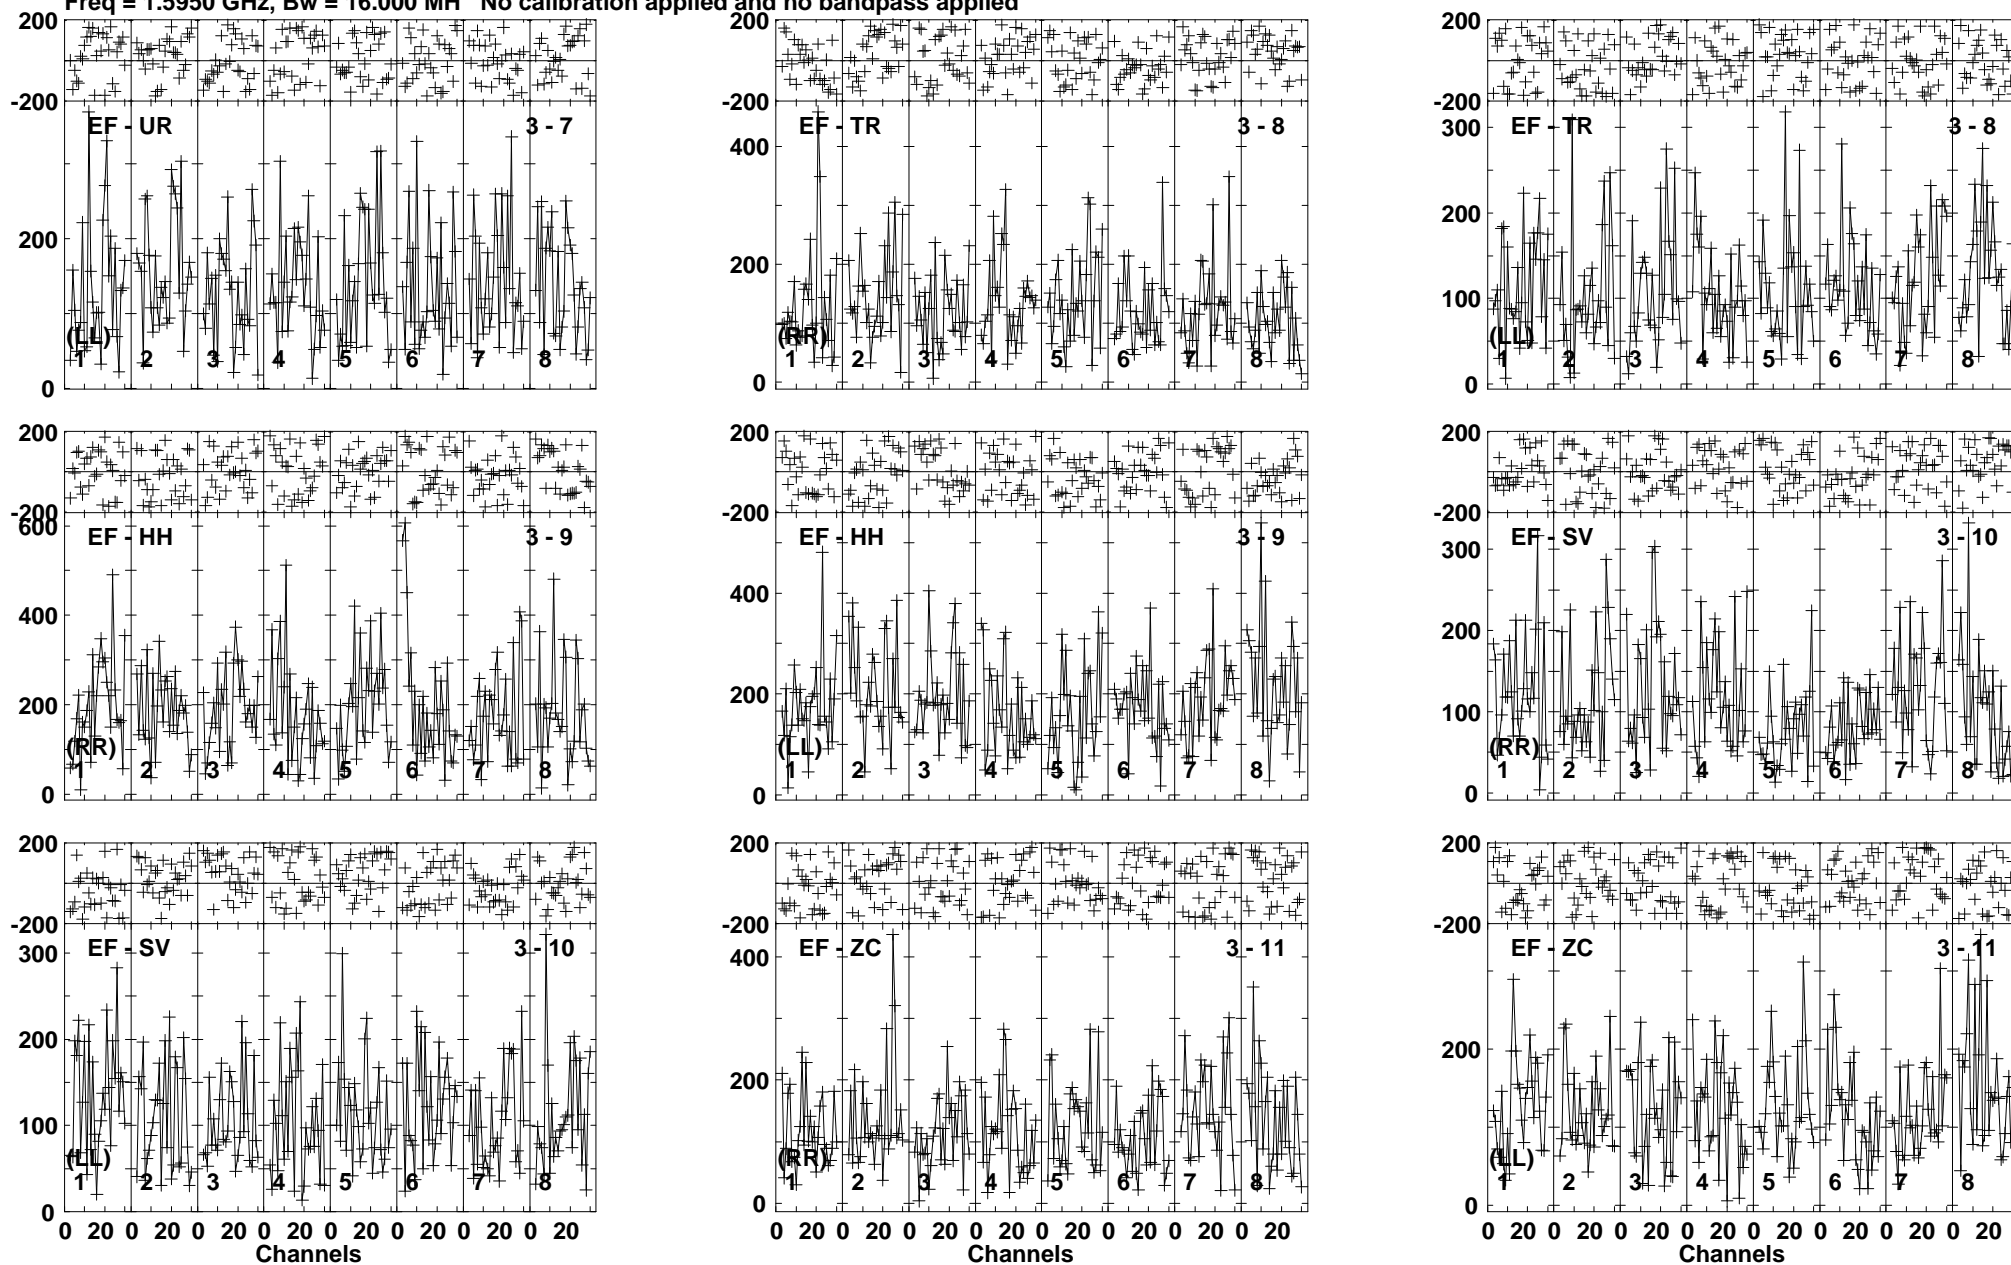 Freq = 1.5950 GHz, Bw = 16.000 MH No calibration applied and no bandpass applied
200 200 200
-200 -200 -200
EF - UR 3 - 7 EF - TR 3 - 8 EF - TR 3 - 8
400 300
200 200 200
100
(LL) (RR) (LL)
1 2 3 4 5 6 7 8 1 2 3 4 5 6 7 8 1 2 3 4 5 6 7 8
0 0 0
200 200 200
-200 -200 -200
600
EF - HH 3 - 9 EF - HH 3 - 9 EF - SV 3 - 10
300
400 400
200
200 200
100
(RR) (LL) (RR)
1 2 3 4 5 6 7 8 1 2 3 4 5 6 7 8 1 2 3 4 5 6 7 8
0 0 0
200 200 200
-200 -200 -200
EF - SV 3 - 10 EF - ZC 3 - 11 EF - ZC 3 - 11
300 400
200 200 200
100
(LL) (RR) (LL)
1 2 3 4 5 6 7 8 1 2 3 4 5 6 7 8 1 2 3 4 5 6 7 8
0 0 0
0 20 0 20 0 20 0 20 0 20 0 20 0 20 0 20 0 20 0 20 0 20 0 20 0 20 0 20 0 20 0 20 0 20 0 20 0 20 0 20 0 20 0 20 0 20 0 20
Channels Channels Channels